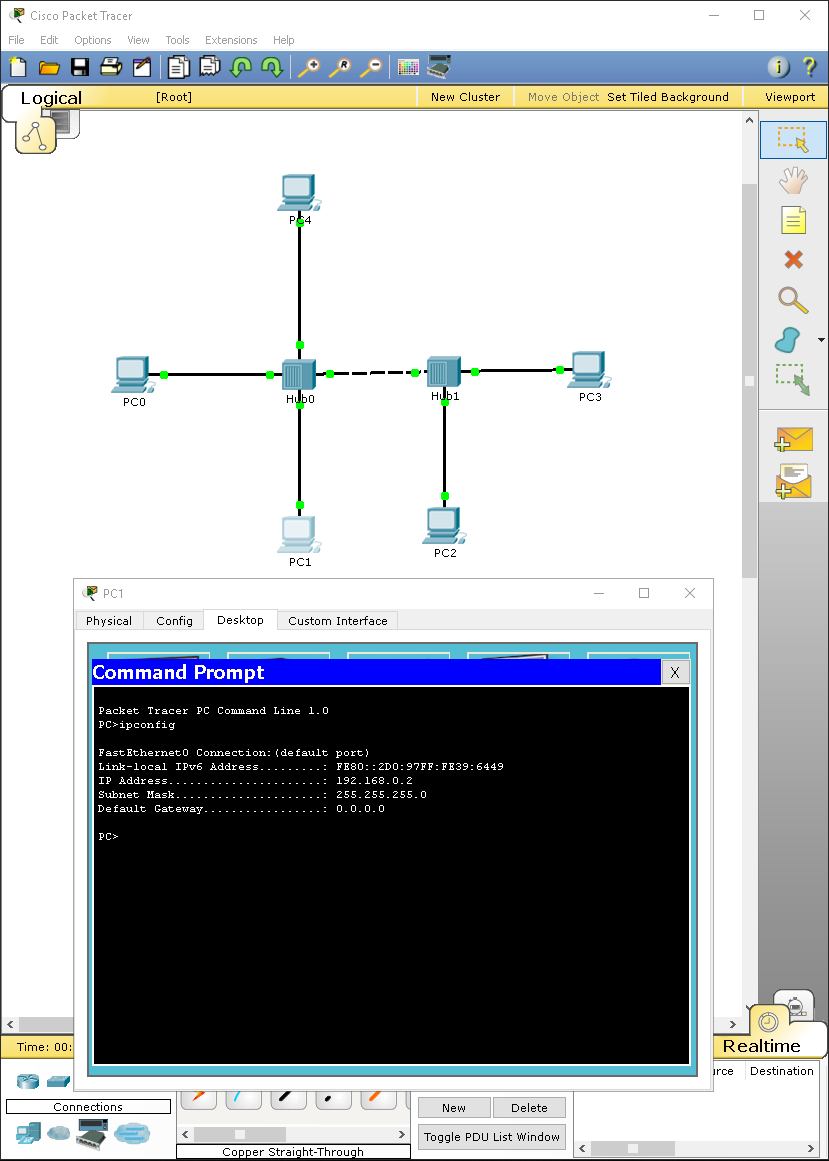 Cisco Packet Tracer
File Edit Options View Tools Extensions Help
Logical [Root] New Cluster Move Object Set Tiled Background Viewport
PC4
PC0 Hub0 Hub1 PC3
PC1 PC2
PC1
Physical Config Desktop Custom Interface
Command Prompt X
Packet Tracer PC Command Line 1.0
PC>ipconfig
FastEthernet0 Connection:(default port)
Link-local IPv6 Address.........: FE80::2D0:97FF:FE39:6449
IP Address......................: 192.168.0.2
Subnet Mask.....................: 255.255.255.0
Default Gateway.................: 0.0.0.0
PC>
Time: 00: Realtime
rce Destination
Connections
New Delete
Toggle PDU List Window
Copper Straight-Through